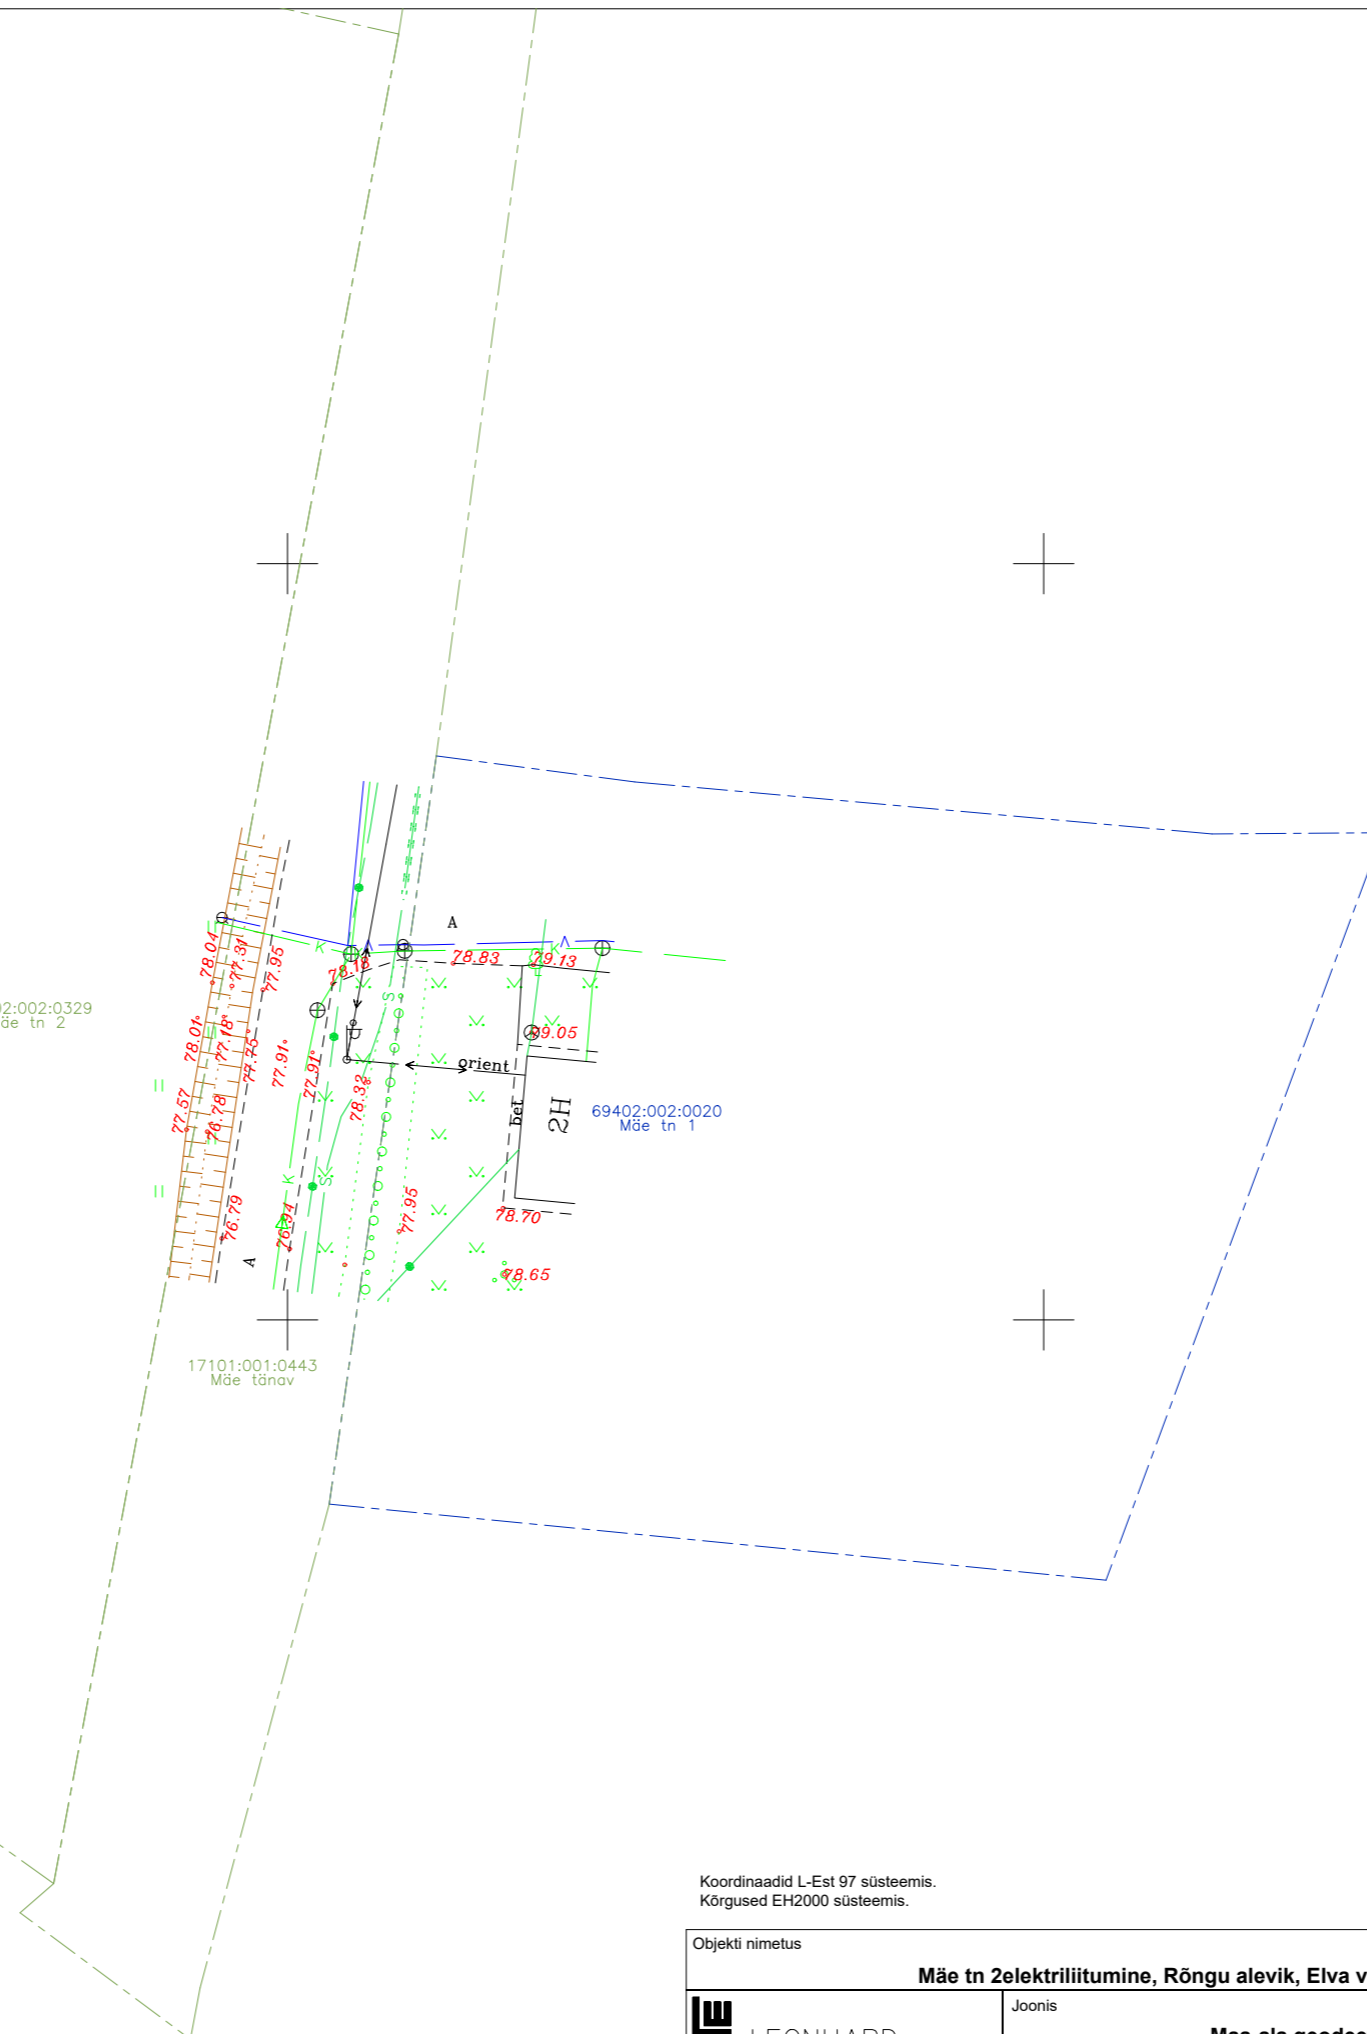 A
K
78.04
77.31
77.95
78.18
78.83
K
79.13
02:002:0329
äe tn 2
S
78.01
77.18
77.75
77.91
77.91
79.05
orient
78.32
77.57
76.78
bet
2H
69402:002:0020
Mäe tn 1
K
S
76.79
76.94
77.95
78.70
A
78.65
17101:001:0443
Mäe tänav
Koordinaadid L-Est 97 süsteemis.
Kõrgused EH2000 süsteemis.
Objekti nimetus
Mäe tn 2elektriliitumine, Rõngu alevik, Elva v
Joonis
LEONHARD